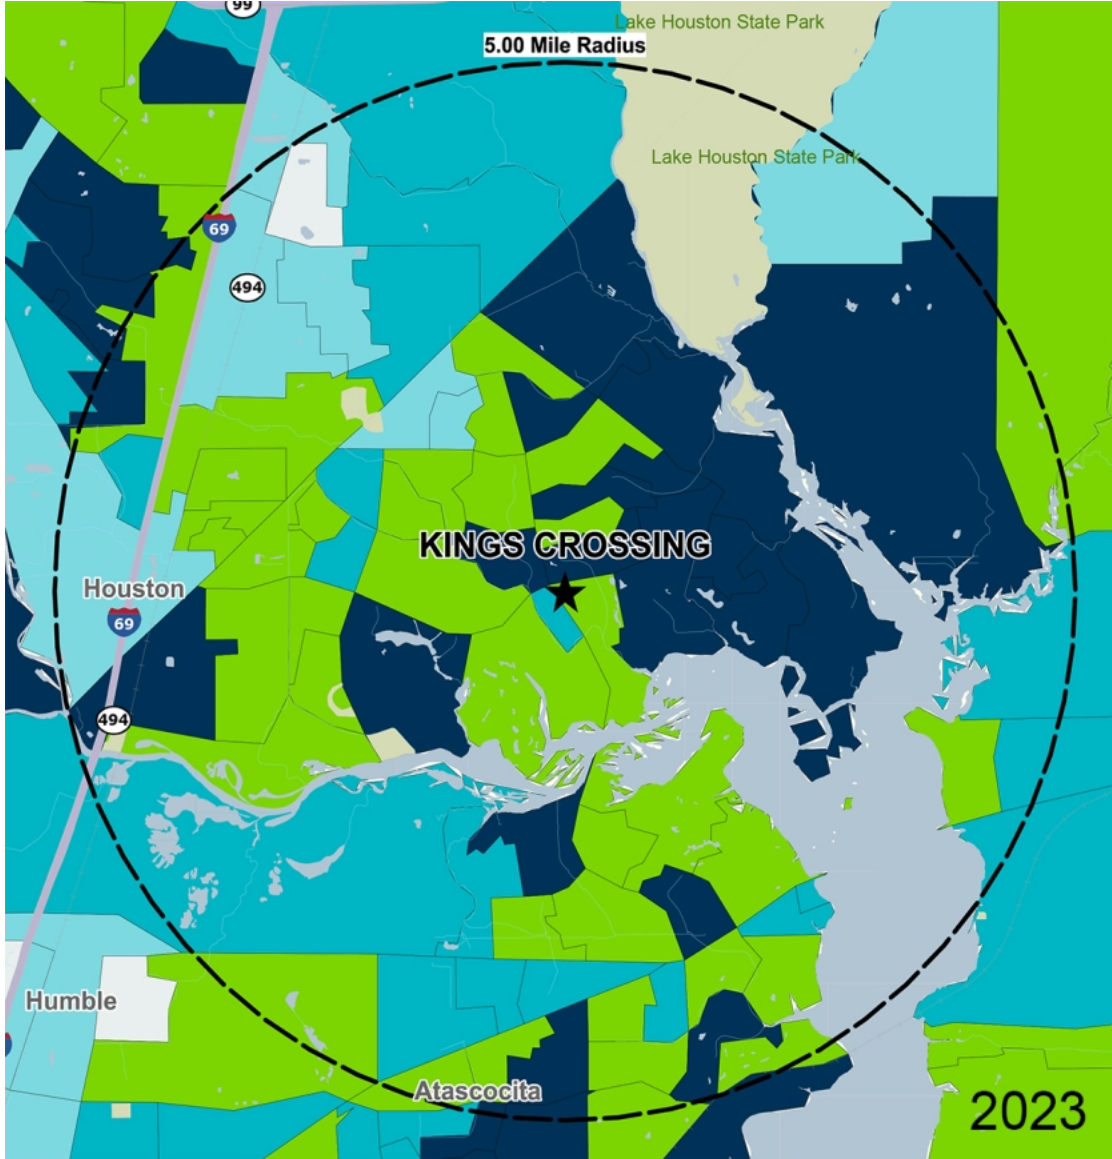 99
Lake Houston State Park
5.00 Mile Radius
Lake Houston State Park
69
494
KINGS CROSSING
Houston
69
494
Humble
Atascocita
2023